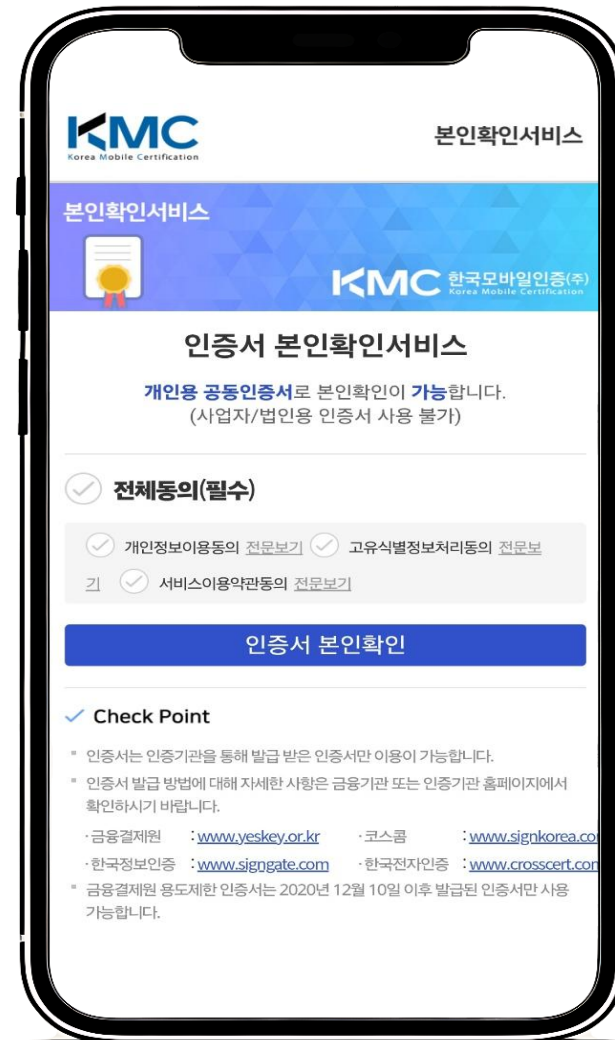 KMC
Korea Mobile Certification
본인확인서비스
본인확인서비스
KMC 한국모바일인증(주)
Korea Mobile Certification
인증서 본인확인서비스
개인용 공동인증서로 본인확인이 가능합니다.
(사업자/법인용 인증서 사용 불가)
전체동의(필수)
개인정보이용동의 전문보기 고유식별정보처리동의 전문보
기 서비스이용약관동의 전문보기
인증서 본인확인
Check Point
인증서는 인증기관을 통해 발급 받은 인증서만 이용이 가능합니다.
인증서 발급 방법에 대해 자세한 사항은 금융기관 또는 인증기관 홈페이지에서
확인하시기 바랍니다.
·금융결제원 : www.yeskey.or.kr ·코스콤 : www.signkorea.co
·한국정보인증 : www.signgate.com ·한국전자인증 : www.crosscert.con
금융결제원 용도제한 인증서는 2020년 12월 10일 이후 발급된 인증서만 사용
가능합니다.